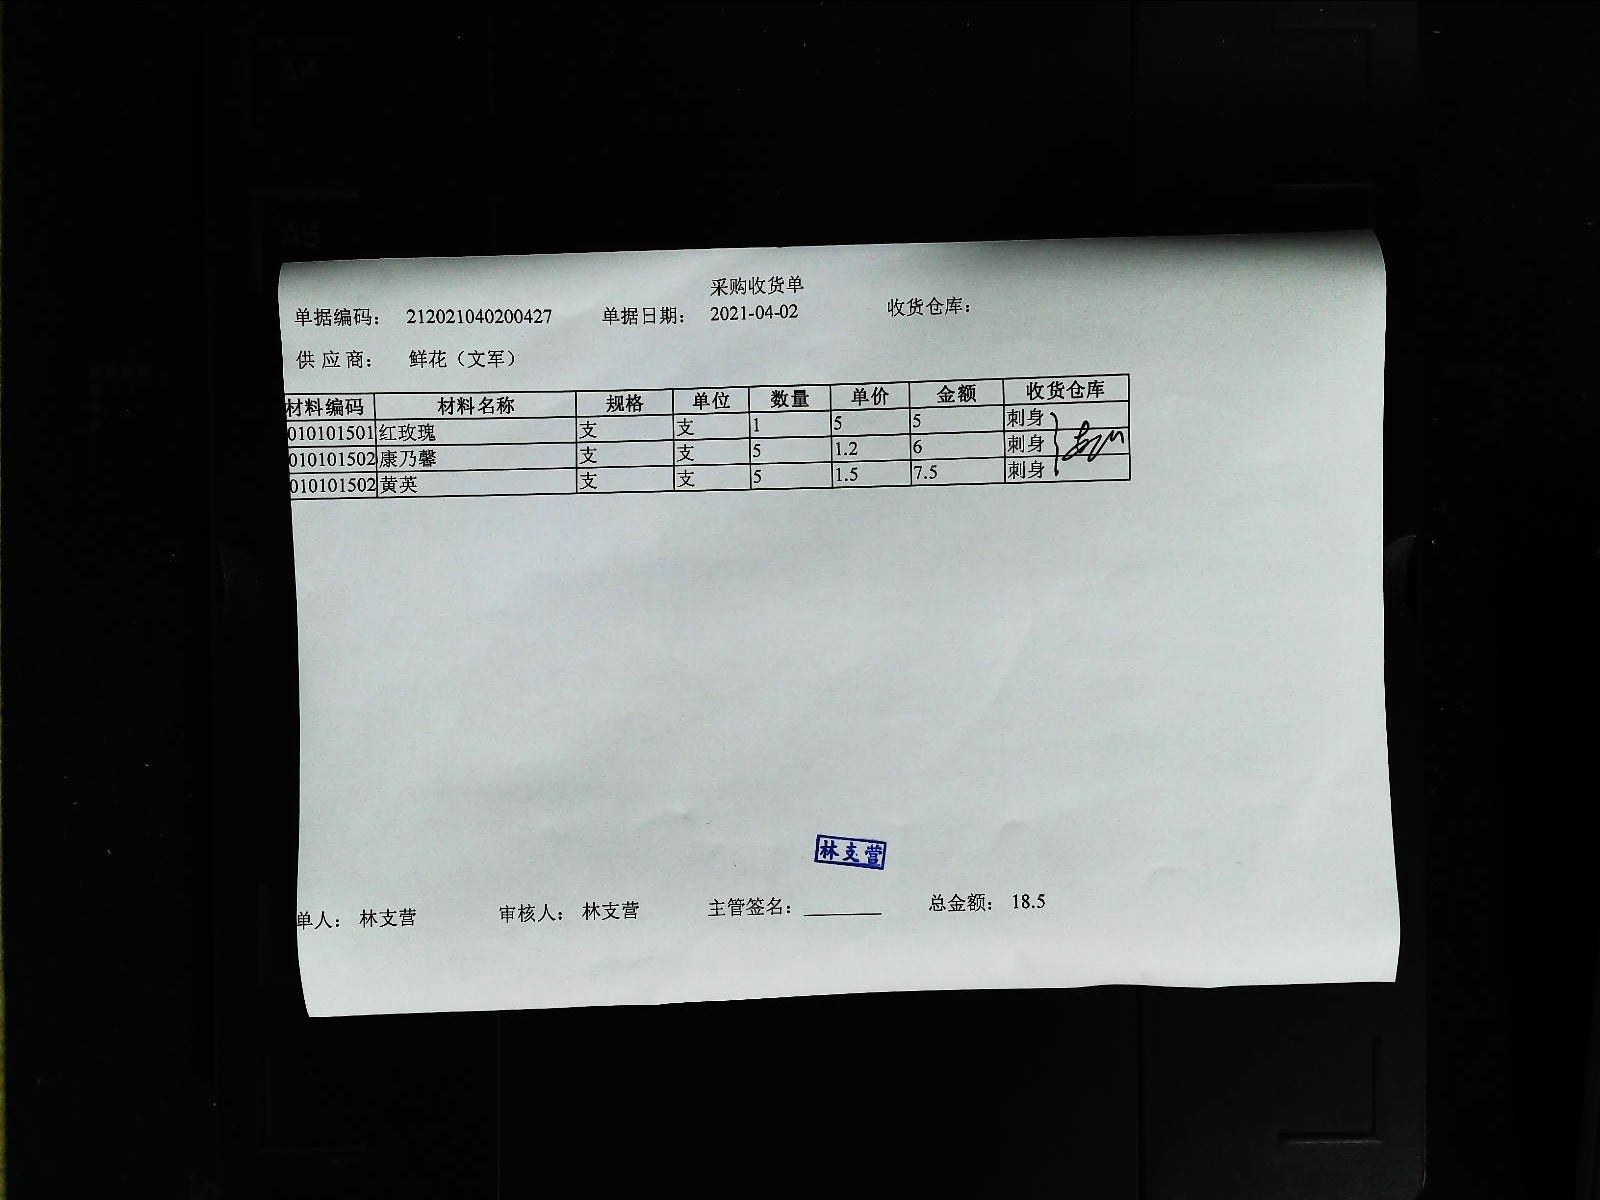 采购收货单
单据编码： 212021040200427 单据日期： 2021-04-02 收货仓库：
供 应 商： 鲜花（文军）
材料编码 材料名称 规格 单位 数量 单价 金额 收货仓库
010101501 红玫瑰 支 支 1 5 5 刺身
010101502 康乃馨 支 支 5 1.2 6 刺身
010101502 黄英 支 支 5 1.5 7.5 刺身
林支营
单人： 林支营 审核人： 林支营 主管签名：________ 总金额： 18.5